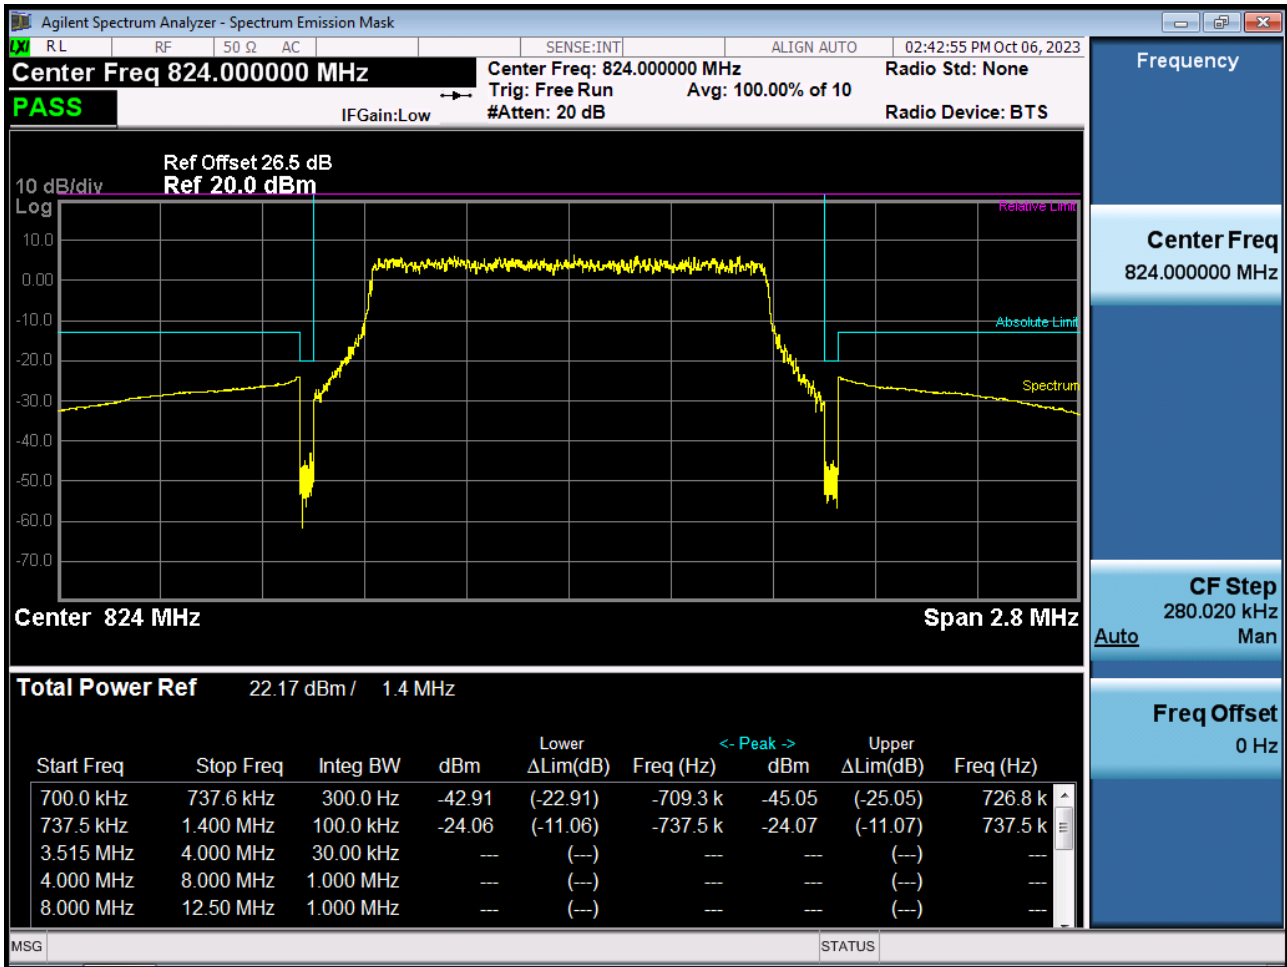 Agilent Spectrum Analyzer - Spectrum Emission Mask
LXI RL RF 50 Ω AC SENSE:INT ALIGN AUTO 02:42:55 PM Oct 06, 2023
Center Freq 824.000000 MHz
Center Freq: 824.000000 MHz
Radio Std: None
Trig: Free Run
Avg: 100.00% of 10
PASS
IFGain:Low
#Atten: 20 dB
Radio Device: BTS
Ref Offset 26.5 dB
10 dB/div Ref 20.0 dBm
Log
Relative Limit
10.0
0.00
-10.0
Absolute Limit
-20.0
Spectrum
-30.0
-40.0
-50.0
-60.0
-70.0
Center 824 MHz
Span 2.8 MHz
Total Power Ref 22.17 dBm / 1.4 MHz
Lower <- Peak -> Upper
Start Freq Stop Freq Integ BW dBm ΔLim(dB) Freq (Hz) dBm ΔLim(dB) Freq (Hz)
700.0 kHz 737.6 kHz 300.0 Hz -42.91 (-22.91) -709.3 k -45.05 (-25.05) 726.8 k
737.5 kHz 1.400 MHz 100.0 kHz -24.06 (-11.06) -737.5 k -24.07 (-11.07) 737.5 k
3.515 MHz 4.000 MHz 30.00 kHz --- (---) --- --- (---) ---
4.000 MHz 8.000 MHz 1.000 MHz --- (---) --- --- (---) ---
8.000 MHz 12.50 MHz 1.000 MHz --- (---) --- --- (---) ---
MSG
STATUS
Frequency
Center Freq
824.000000 MHz
CF Step
280.020 kHz
Auto Man
Freq Offset
0 Hz